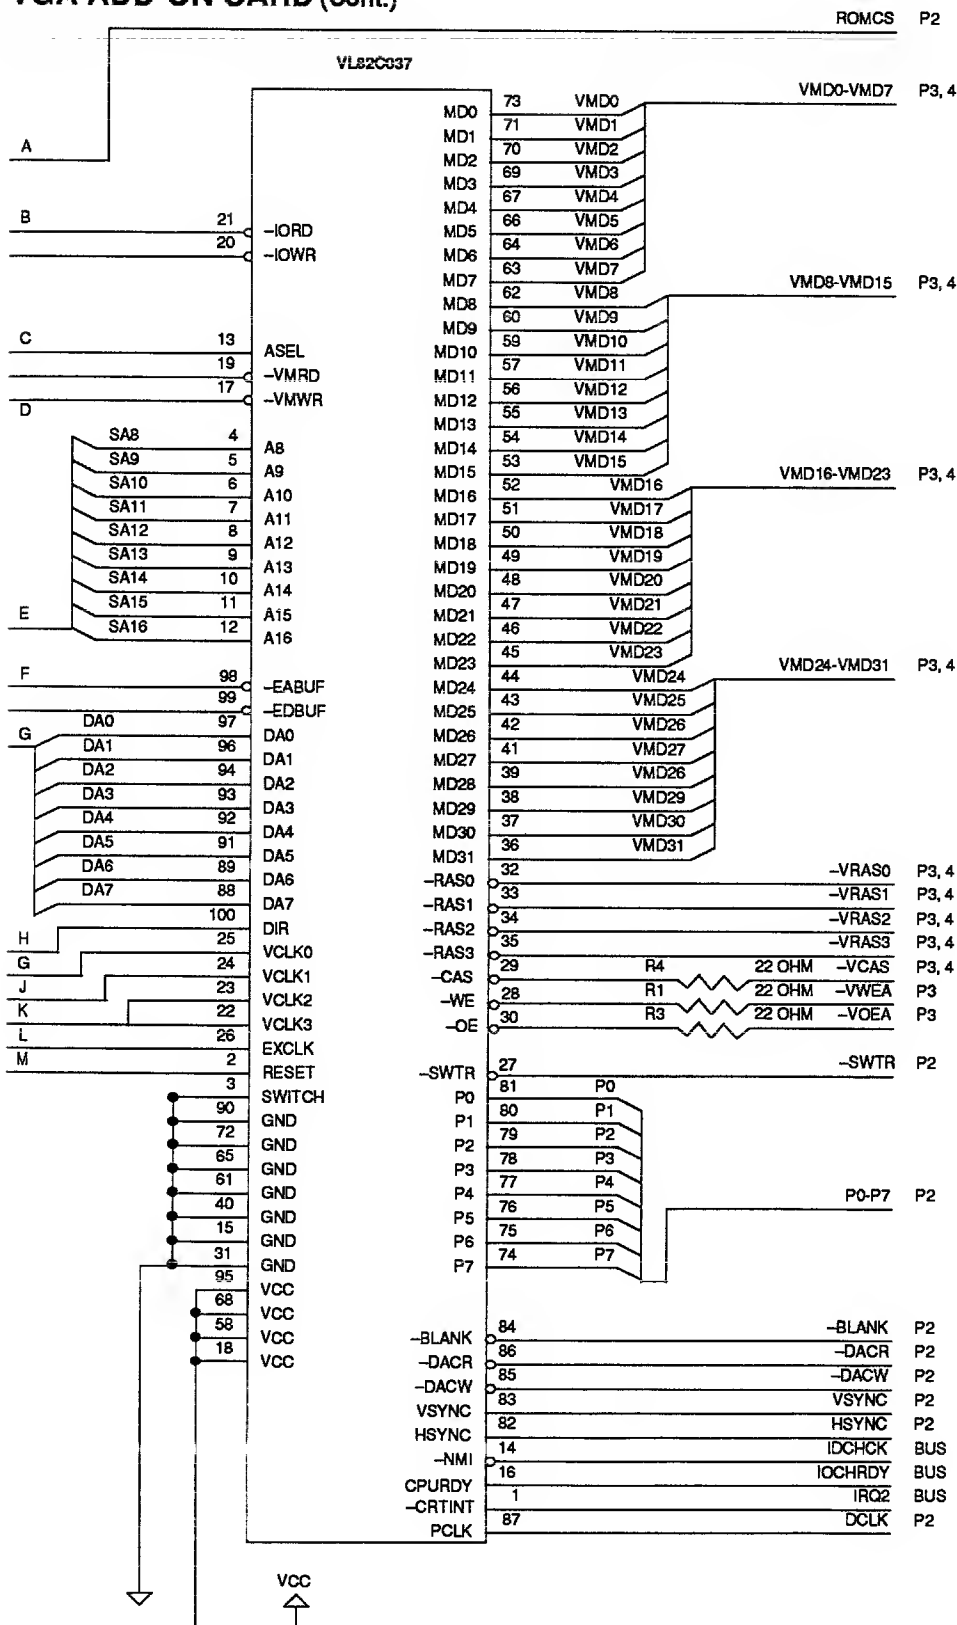 VGA ADD-ON CARD (Cont.)
ROMCS P2
VL82C037
A
B
C
D
E
F
G
H
G
J
K
L
M
21 -IORD
20 -IOWR
13 ASEL
19 -VMRD
17 -VMWR
SA8 4 A8
SA9 5 A9
SA10 6 A10
SA11 7 A11
SA12 8 A12
SA13 9 A13
SA14 10 A14
SA15 11 A15
SA16 12 A16
98 -EABUF
99 -EDBUF
DA0 97 DA0
DA1 96 DA1
DA2 94 DA2
DA3 93 DA3
DA4 92 DA4
DA5 91 DA5
DA6 89 DA6
DA7 88 DA7
100 DIR
25 VCLK0
24 VCLK1
23 VCLK2
22 VCLK3
26 EXCLK
2 RESET
3 SWITCH
90 GND
72 GND
65 GND
61 GND
40 GND
15 GND
31 GND
95 VCC
68 VCC
58 VCC
18 VCC
MD0 73 VMD0
MD1 71 VMD1
MD2 70 VMD2
MD3 69 VMD3
MD4 67 VMD4
MD5 66 VMD5
MD6 64 VMD6
MD7 63 VMD7
VMD0-VMD7 P3, 4
MD8 62 VMD8
MD9 60 VMD9
MD10 59 VMD10
MD11 57 VMD11
MD12 56 VMD12
MD13 55 VMD13
MD14 54 VMD14
MD15 53 VMD15
VMD8-VMD15 P3, 4
MD16 52 VMD16
MD17 51 VMD17
MD18 50 VMD18
MD19 49 VMD19
MD20 48 VMD20
MD21 47 VMD21
MD22 46 VMD22
MD23 45 VMD23
VMD16-VMD23 P3, 4
MD24 44 VMD24
MD25 43 VMD25
MD26 42 VMD26
MD27 41 VMD27
MD28 39 VMD26
MD29 38 VMD29
MD30 37 VMD30
MD31 36 VMD31
VMD24-VMD31 P3, 4
-RAS0 32 -VRAS0 P3, 4
-RAS1 33 -VRAS1 P3, 4
-RAS2 34 -VRAS2 P3, 4
-RAS3 35 -VRAS3 P3, 4
-CAS 29 R4 22 OHM -VCAS P3, 4
-WE 28 R1 22 OHM -VWEA P3
-OE 30 R3 22 OHM -VOEA P3
-SWTR 27 -SWTR P2
P0 81 P0
P1 80 P1
P2 79 P2
P3 78 P3
P4 77 P4
P5 76 P5
P6 75 P6
P7 74 P7
P0-P7 P2
-BLANK 84 -BLANK P2
-DACR 86 -DACR P2
-DACW 85 -DACW P2
VSYNC 83 VSYNC P2
HSYNC 82 HSYNC P2
-NMI 14 IDCHCK BUS
CPURDY 16 IOCHRDY BUS
-CRTINT 1 IRQ2 BUS
PCLK 87 DCLK P2
VCC